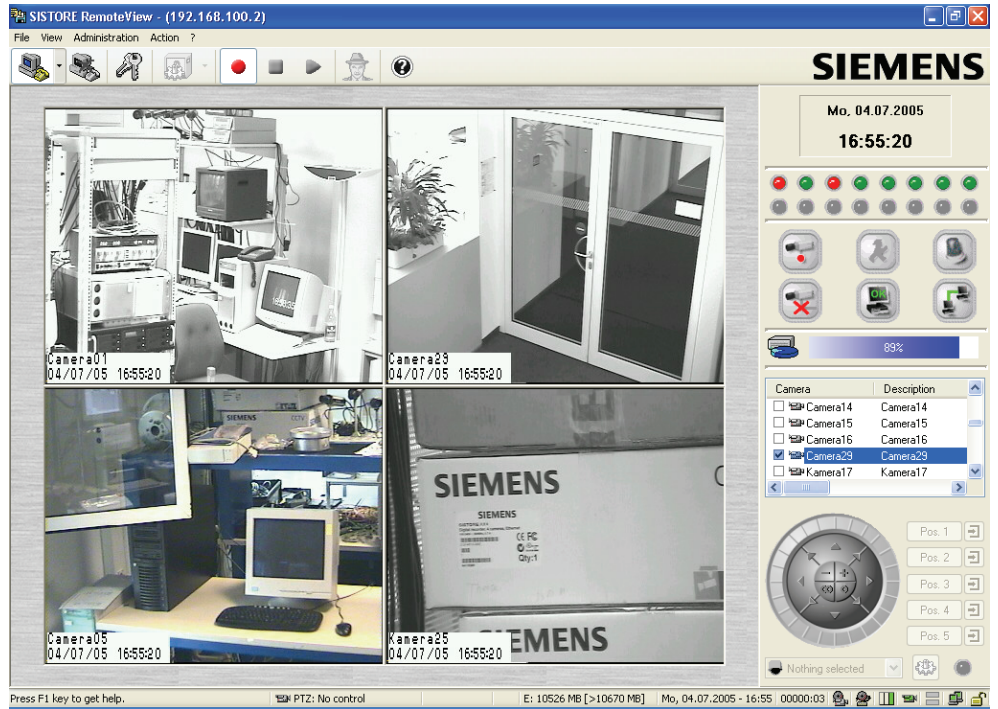 SISTORE RemoteView - (192.168.100.2)
File View Administration Action ?
SIEMENS
Mo, 04.07.2005
16:55:20
Camera01
04/07/05 16:55:20
Camera29
04/07/05 16:55:20
SIEMENS CCTV
Camera05
04/07/05 16:55:20
SIEMENS
SIEMENS
Qty:1
EMENS
Kamera25
04/07/05 16:55:20
OK
89%
Camera Description
Camera14 Camera14
Camera15 Camera15
Camera16 Camera16
Camera29 Camera29
Kamera17 Kamera17
Pos. 1
Pos. 2
Pos. 3
Pos. 4
Pos. 5
Nothing selected
Press F1 key to get help. PTZ: No control E: 10526 MB [>10670 MB] Mo, 04.07.2005 - 16:55 00000:03